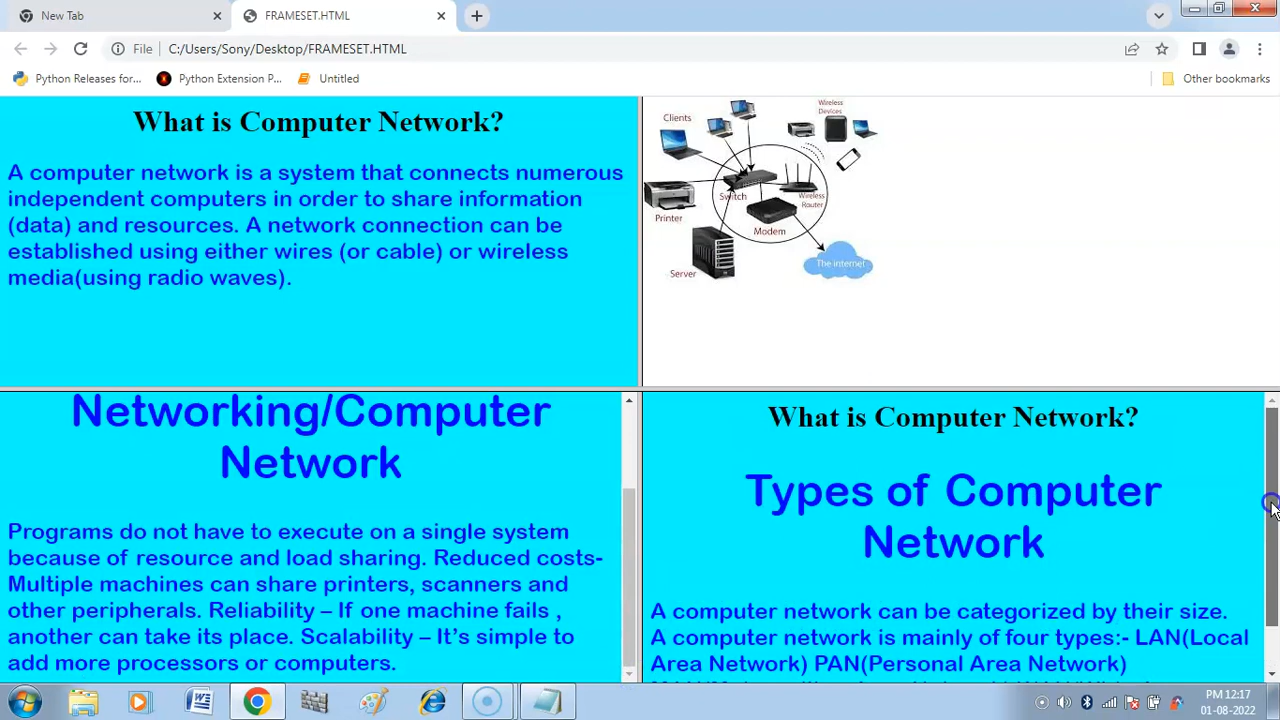 New Tab
FRAMESET.HTML
File
C:/Users/Sony/Desktop/FRAMESET.HTML
Python Releases for...
Python Extension P...
Untitled
Other bookmarks
What is Computer Network?
A computer network is a system that connects numerous
independent computers in order to share information
(data) and resources. A network connection can be
established using either wires (or cable) or wireless
media(using radio waves).
Clients
Wireless
Devices
Printer
Switch
Wireless
Router
Modem
Server
The internet
Networking/Computer
Network
Programs do not have to execute on a single system
because of resource and load sharing. Reduced costs-
Multiple machines can share printers, scanners and
other peripherals. Reliability – If one machine fails ,
another can take its place. Scalability – It's simple to
add more processors or computers.
What is Computer Network?
Types of Computer
Network
A computer network can be categorized by their size.
A computer network is mainly of four types:- LAN(Local
Area Network) PAN(Personal Area Network)
PM 12:17
01-08-2022